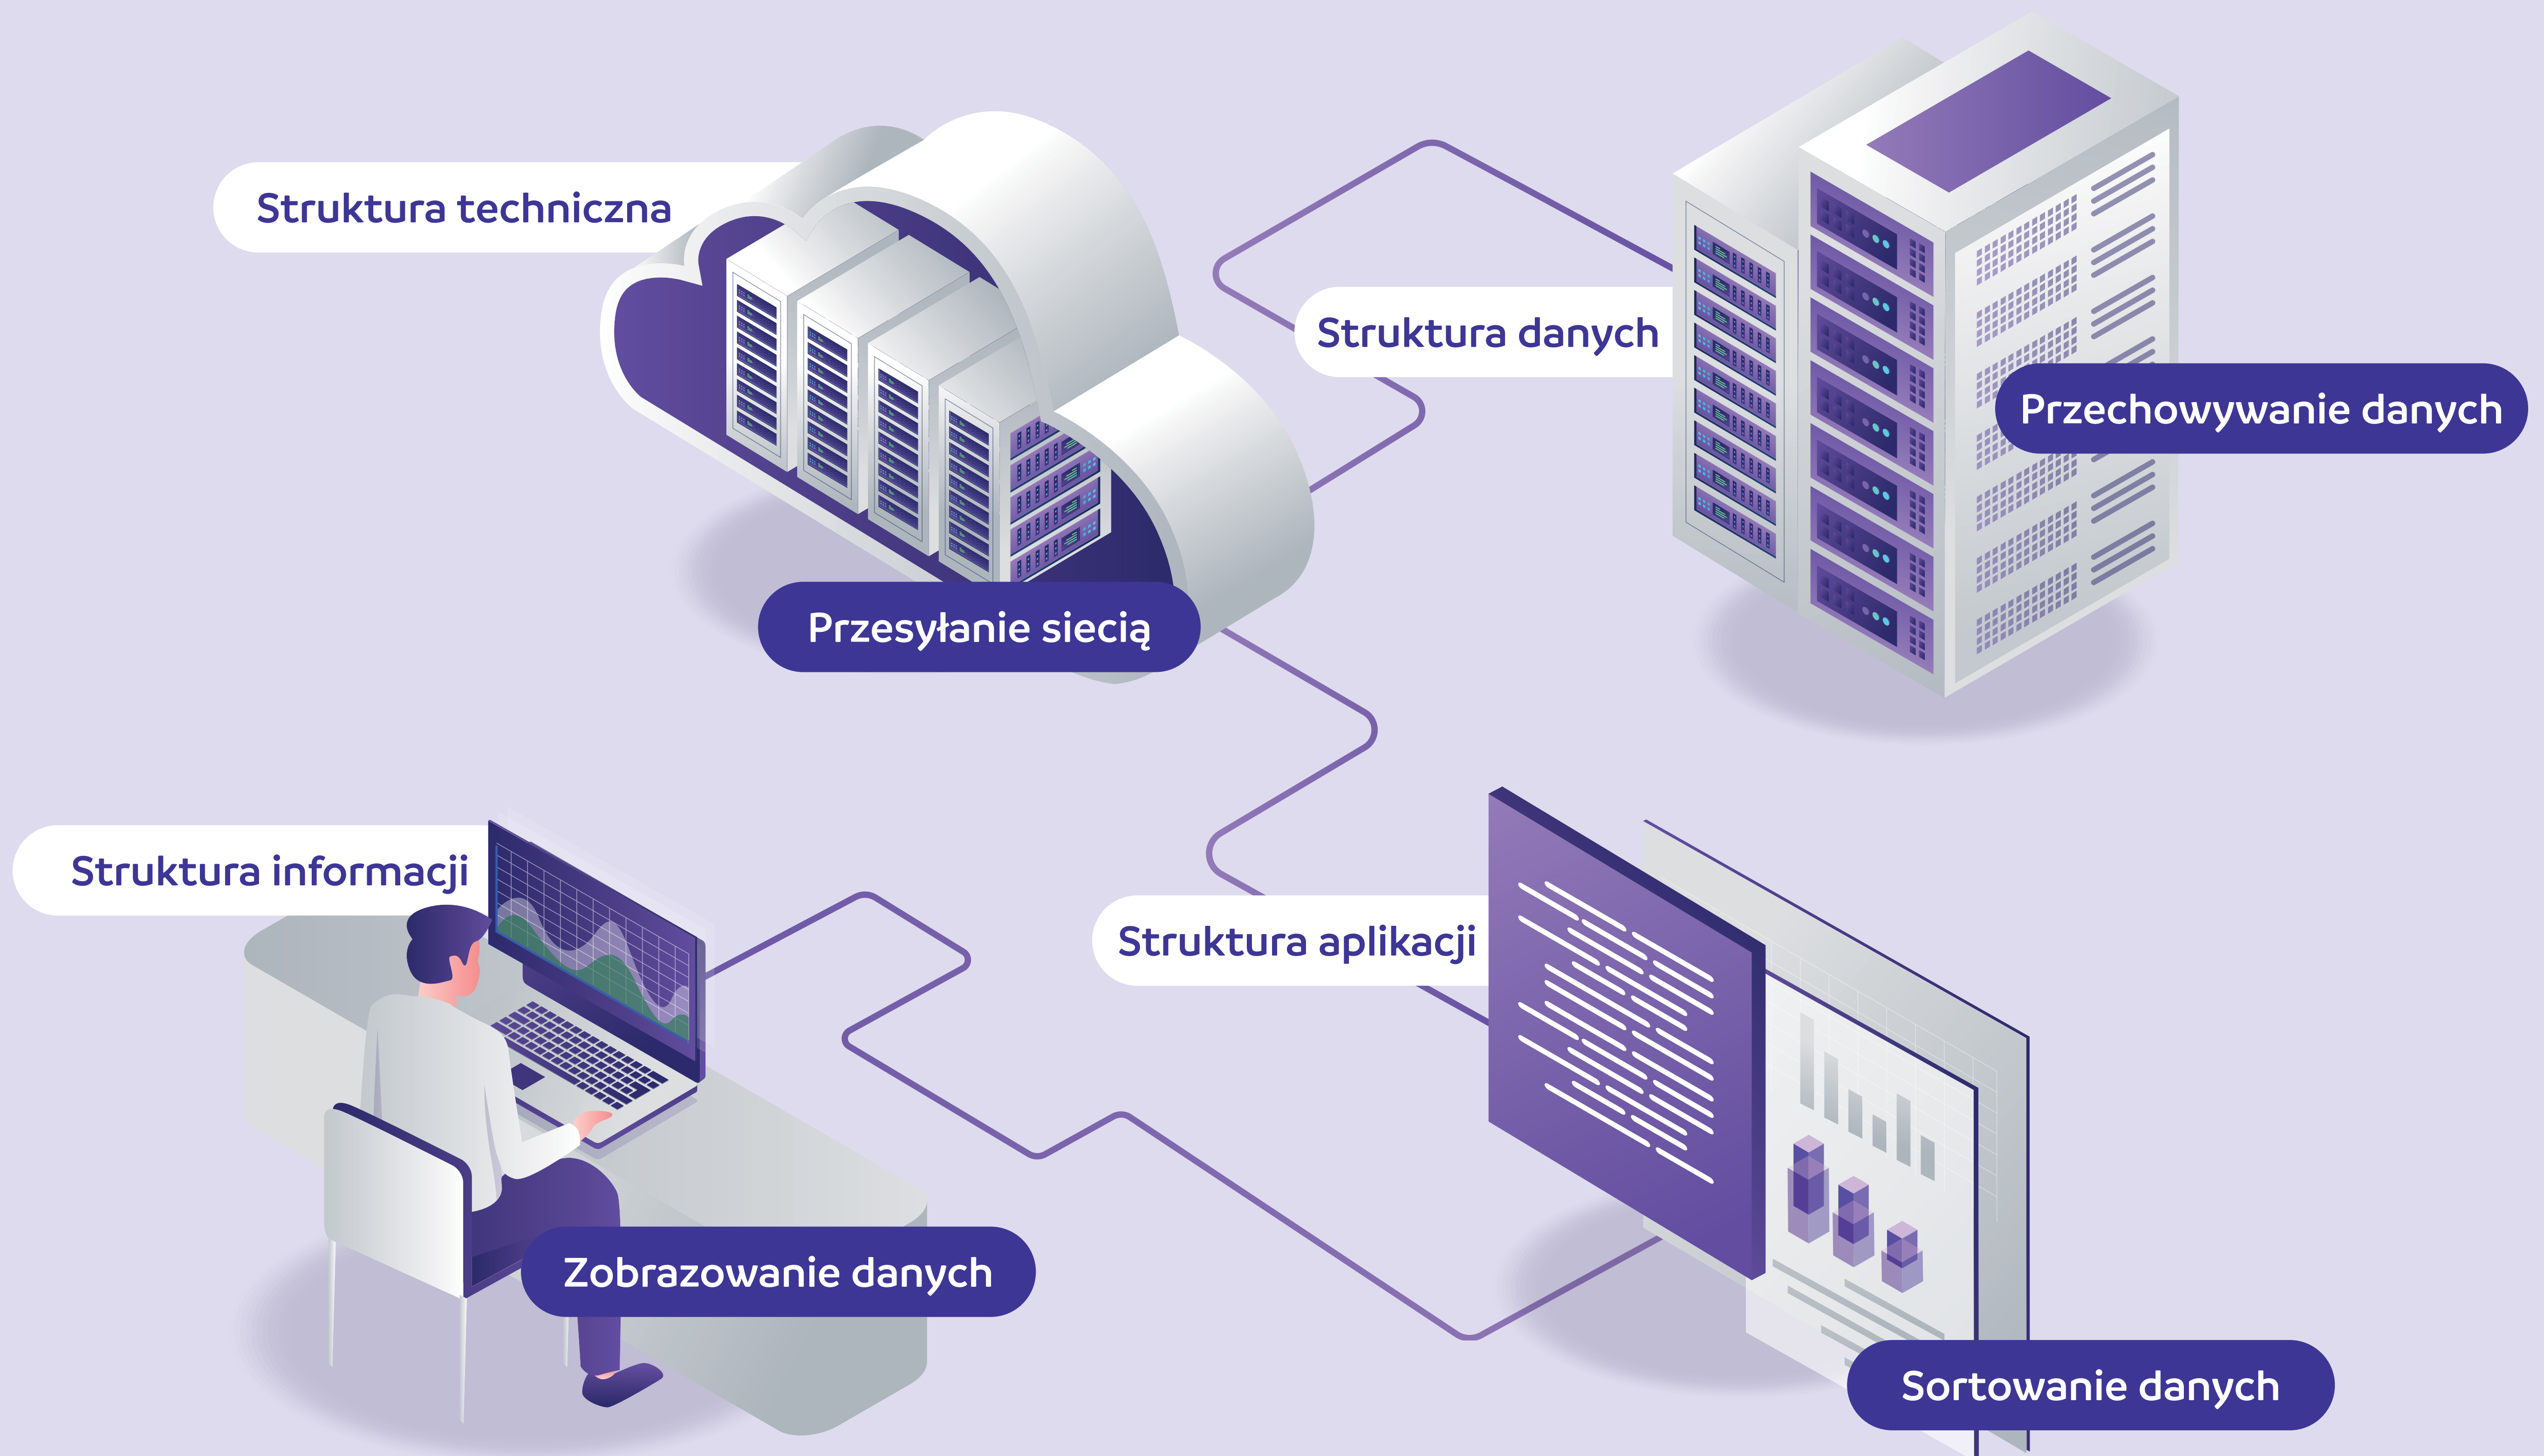 Struktura techniczna
Struktura danych
Przechowywanie danych
Przesyłanie siecią
Struktura informacji
Struktura aplikacji
Zobrazowanie danych
Sortowanie danych